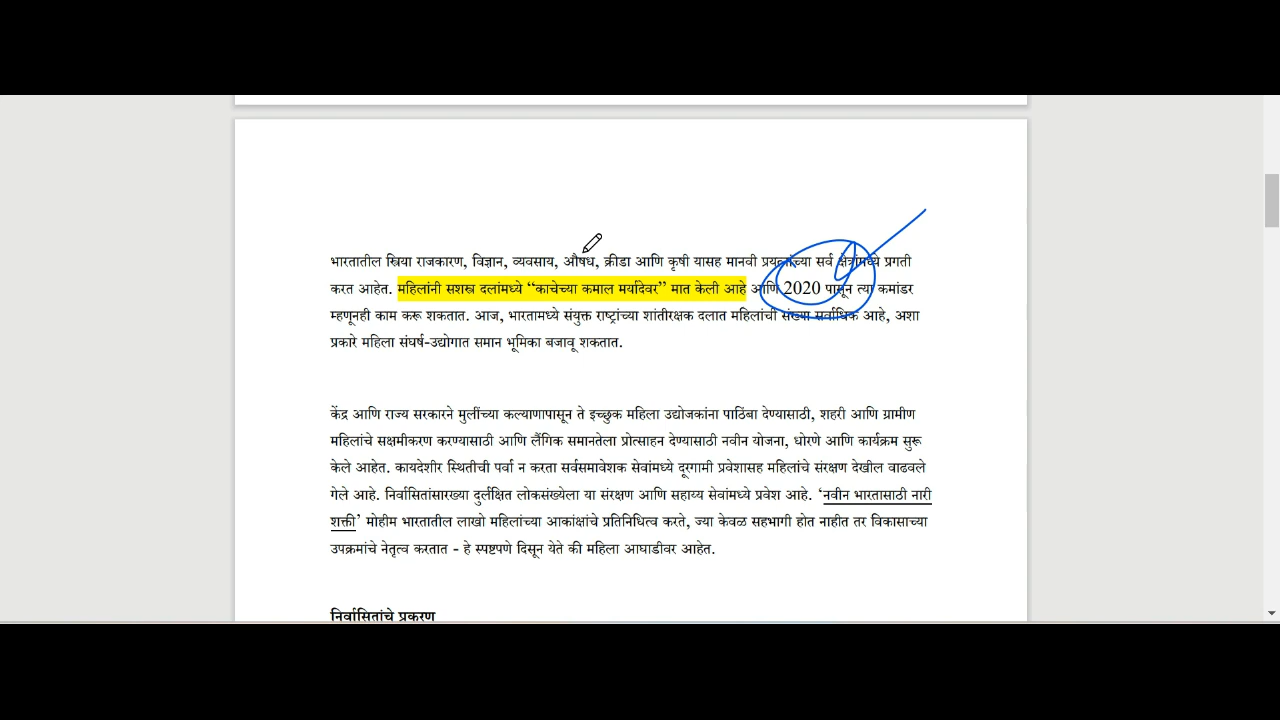 भारतातील स्त्रिया राजकारण, विज्ञान, व्यवसाय, औषध, क्रीडा आणि कृषी यासह मानवी प्रयत्नांच्या सर्व क्षेत्रांमध्ये प्रगती
करत आहेत. महिलांनी सशस्त्र दलांमध्ये “काचेच्या कमाल मर्यादेवर” मात केली आहे आणि 2020 पासून त्या कमांडर
म्हणूनही काम करू शकतात. आज, भारतामध्ये संयुक्त राष्ट्रांच्या शांतीरक्षक दलात महिलांची संख्या सर्वाधिक आहे, अशा
प्रकारे महिला संघर्ष-उद्योगात समान भूमिका बजावू शकतात.
केंद्र आणि राज्य सरकारने मुलींच्या कल्याणापासून ते इच्छुक महिला उद्योजकांना पाठिंबा देण्यासाठी, शहरी आणि ग्रामीण
महिलांचे सक्षमीकरण करण्यासाठी आणि लैंगिक समानतेला प्रोत्साहन देण्यासाठी नवीन योजना, धोरणे आणि कार्यक्रम सुरू
केले आहेत. कायदेशीर स्थितीची पर्वा न करता सर्वसमावेशक सेवांमध्ये दूरगामी प्रवेशासह महिलांचे संरक्षण देखील वाढवले
गेले आहे. निर्वासितांसारख्या दुर्लक्षित लोकसंख्येला या संरक्षण आणि सहाय्य सेवांमध्ये प्रवेश आहे. ‘नवीन भारतासाठी नारी
शक्ती’ मोहीम भारतातील लाखो महिलांच्या आकांक्षांचे प्रतिनिधित्व करते, ज्या केवळ सहभागी होत नाहीत तर विकासाच्या
उपक्रमांचे नेतृत्व करतात - हे स्पष्टपणे दिसून येते की महिला आघाडीवर आहेत.
निर्वासितांचे प्रकरण